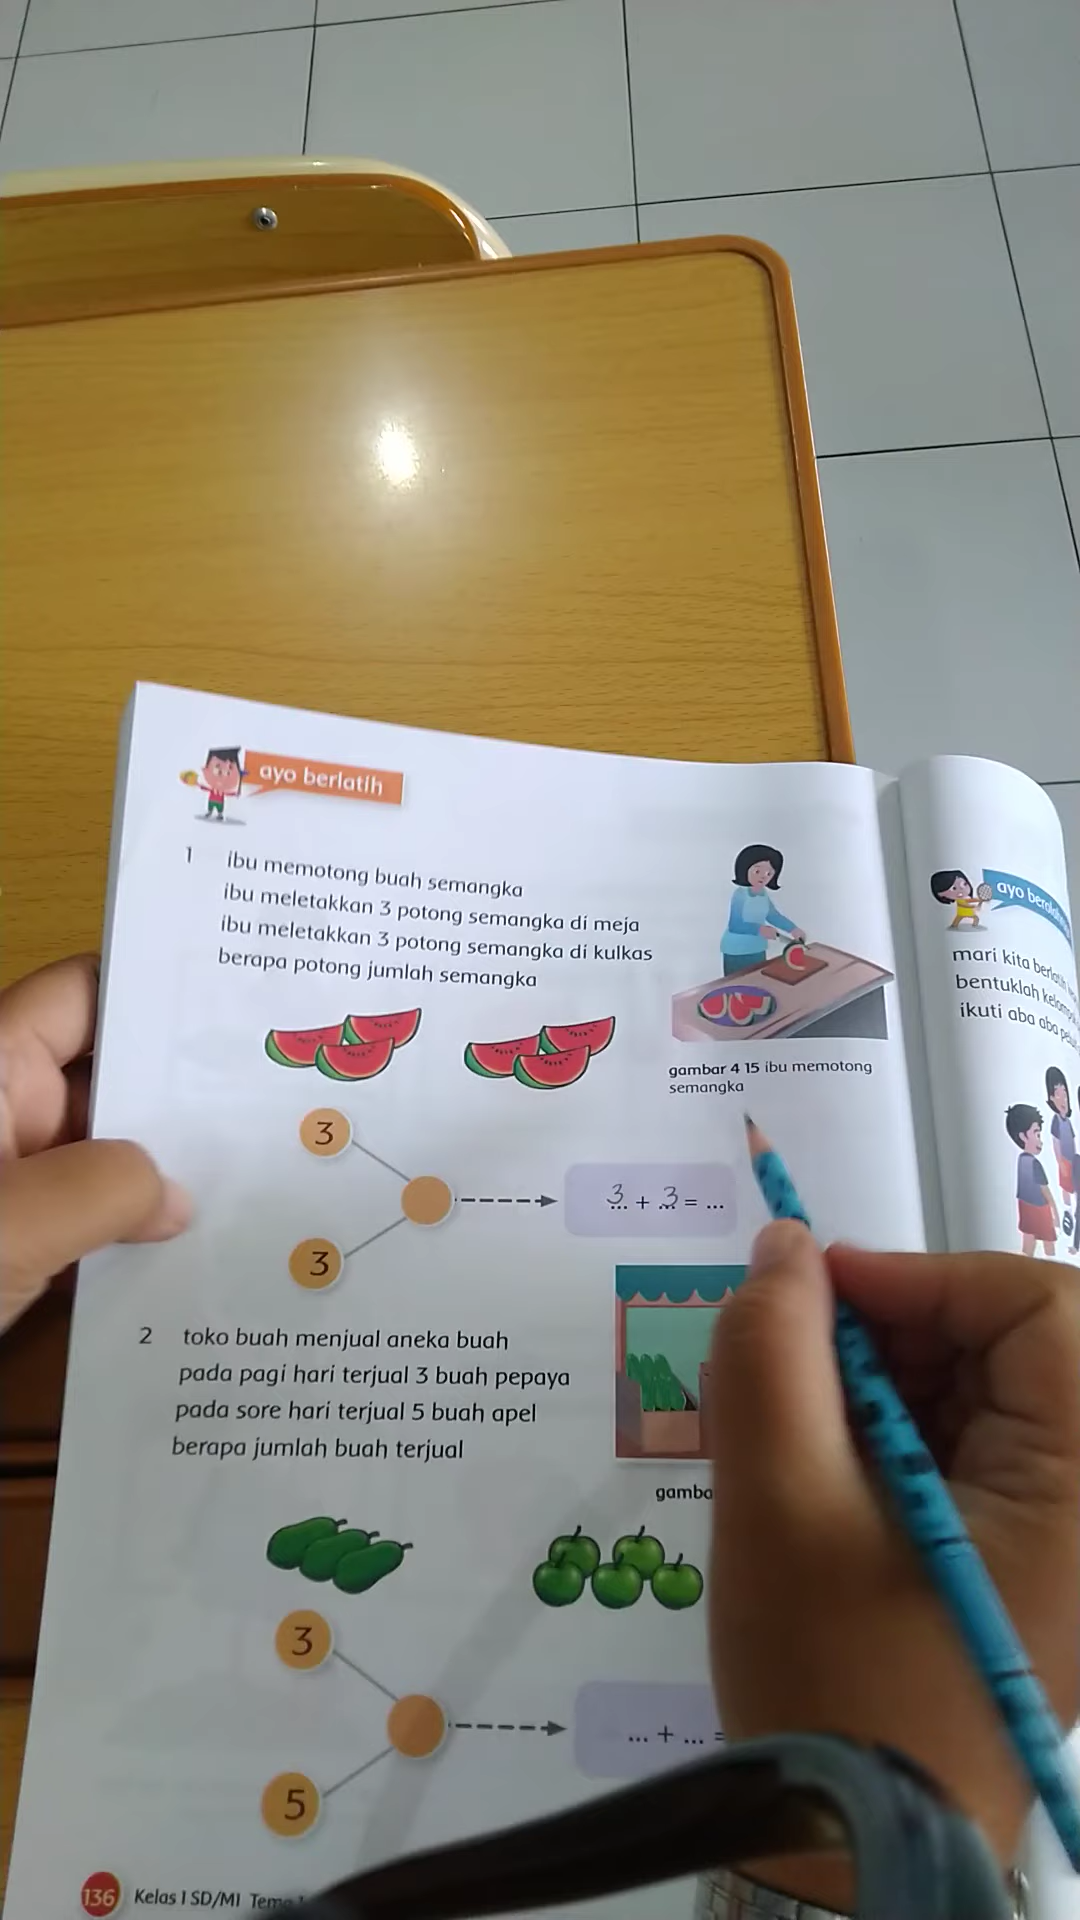 ayo berlatih
1 ibu memotong buah semangka
ibu meletakkan 3 potong semangka di meja
ibu meletakkan 3 potong semangka di kulkas
berapa potong jumlah semangka
gambar 4 15 ibu memotong
semangka
3
3
3 + 3 = ...
2 toko buah menjual aneka buah
pada pagi hari terjual 3 buah pepaya
pada sore hari terjual 5 buah apel
berapa jumlah buah terjual
3
5
... + ... =
136 Kelas I SD/MI
ayo
mari kita
bentuklah
ikuti aba aba